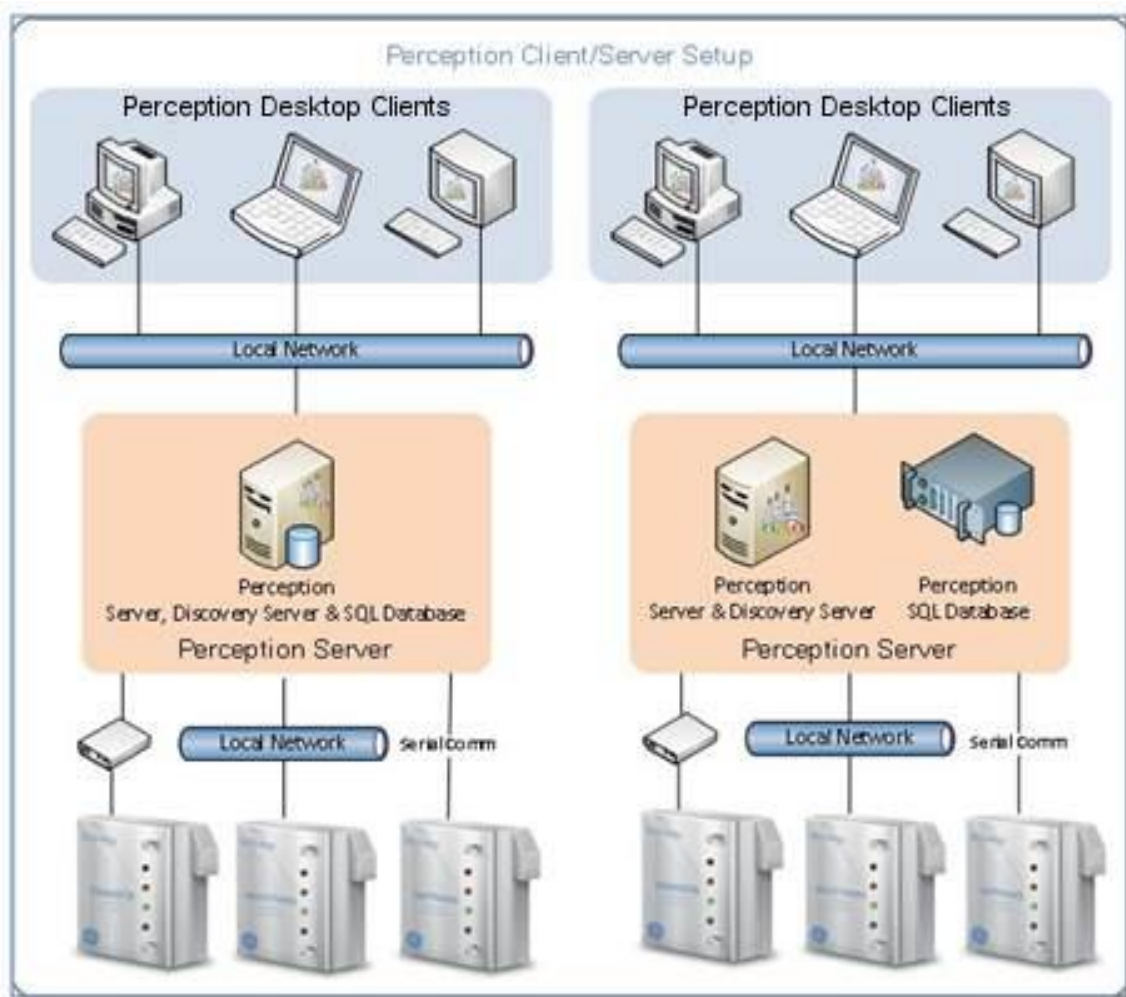 Perception Client/Server Setup
Perception Desktop Clients
Local Network
Perception
Server, Discovery Server & SQL Database
Perception Server
Local Network
Serial Comm
Perception Desktop Clients
Local Network
Perception
Server & Discovery Server
Perception
SQL Database
Perception Server
Local Network
Serial Comm